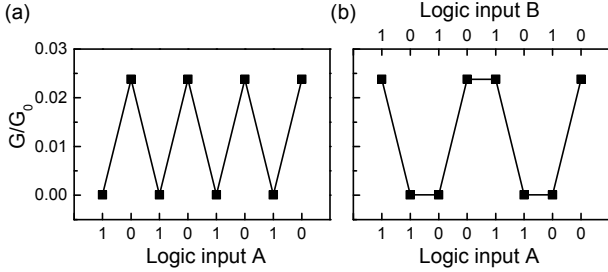 (a)
(b)
Logic input B
1 0 1 0 1 0 1 0
0.03
0.02
0.01
0.00
G/G0
1 0 1 0 1 0 1 0
Logic input A
1 1 0 0 1 1 0 0
Logic input A